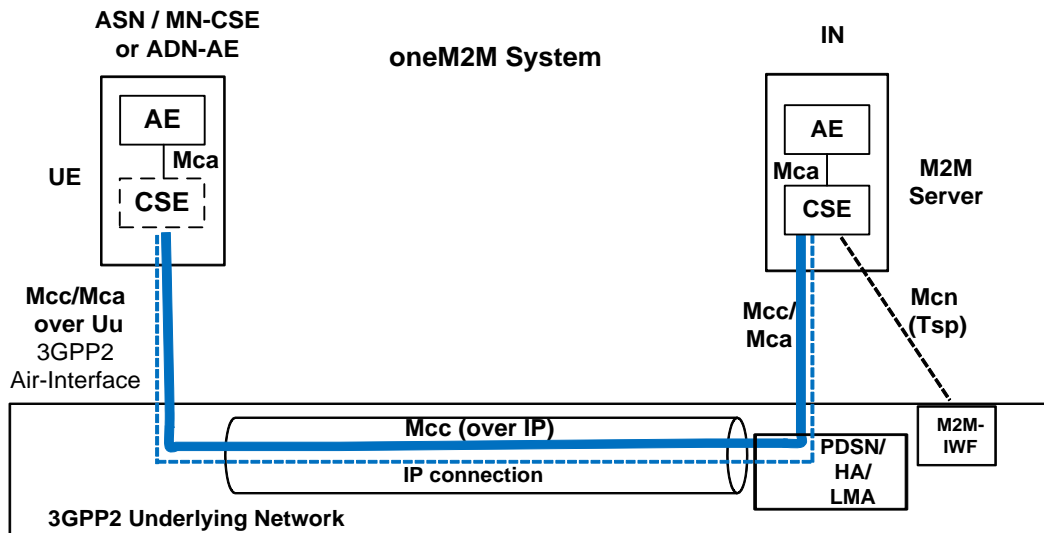 ASN / MN-CSE
or ADN-AE
oneM2M System
IN
AE
Mca
CSE
UE
AE
Mca
CSE
M2M
Server
Mcc/Mca
over Uu
3GPP2
Air-Interface
Mcc/
Mca
Mcn
(Tsp)
Mcc (over IP)
IP connection
PDSN/
HA/
LMA
M2M-
IWF
3GPP2 Underlying Network